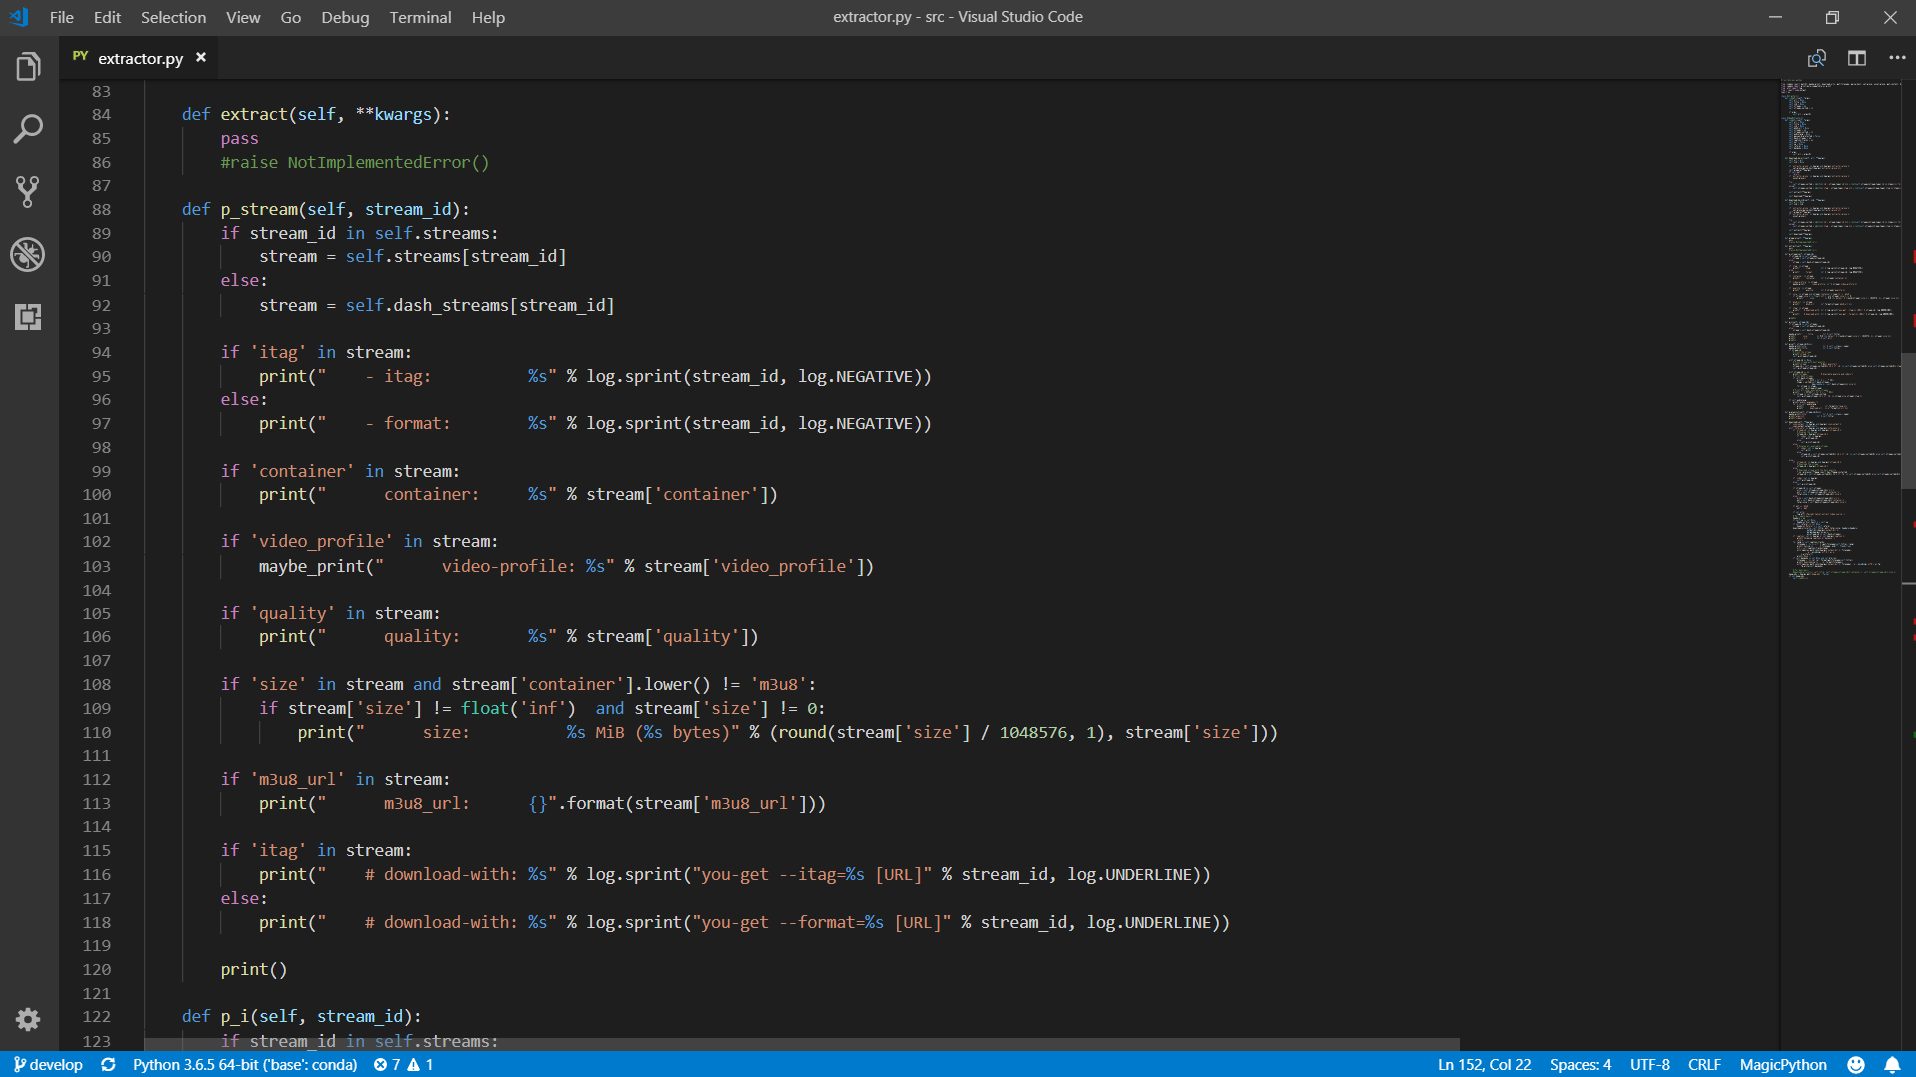 File Edit Selection View Go Debug Terminal Help
extractor.py - src - Visual Studio Code
PY extractor.py
83
84 def extract(self, **kwargs):
85 pass
86 #raise NotImplementedError()
87
88 def p_stream(self, stream_id):
89 if stream_id in self.streams:
90 stream = self.streams[stream_id]
91 else:
92 stream = self.dash_streams[stream_id]
93
94 if 'itag' in stream:
95 print("    - itag:          %s" % log.sprint(stream_id, log.NEGATIVE))
96 else:
97 print("    - format:        %s" % log.sprint(stream_id, log.NEGATIVE))
98
99 if 'container' in stream:
100 print("      container:     %s" % stream['container'])
101
102 if 'video_profile' in stream:
103 maybe_print("      video-profile: %s" % stream['video_profile'])
104
105 if 'quality' in stream:
106 print("      quality:       %s" % stream['quality'])
107
108 if 'size' in stream and stream['container'].lower() != 'm3u8':
109 if stream['size'] != float('inf')  and stream['size'] != 0:
110 print("      size:          %s MiB (%s bytes)" % (round(stream['size'] / 1048576, 1), stream['size']))
111
112 if 'm3u8_url' in stream:
113 print("      m3u8_url:      {}".format(stream['m3u8_url']))
114
115 if 'itag' in stream:
116 print("    # download-with: %s" % log.sprint("you-get --itag=%s [URL]" % stream_id, log.UNDERLINE))
117 else:
118 print("    # download-with: %s" % log.sprint("you-get --format=%s [URL]" % stream_id, log.UNDERLINE))
119
120 print()
121
122 def p_i(self, stream_id):
123 if stream_id in self.streams:
develop Python 3.6.5 64-bit ('base': conda) 7 1 Ln 152, Col 22 Spaces: 4 UTF-8 CRLF MagicPython